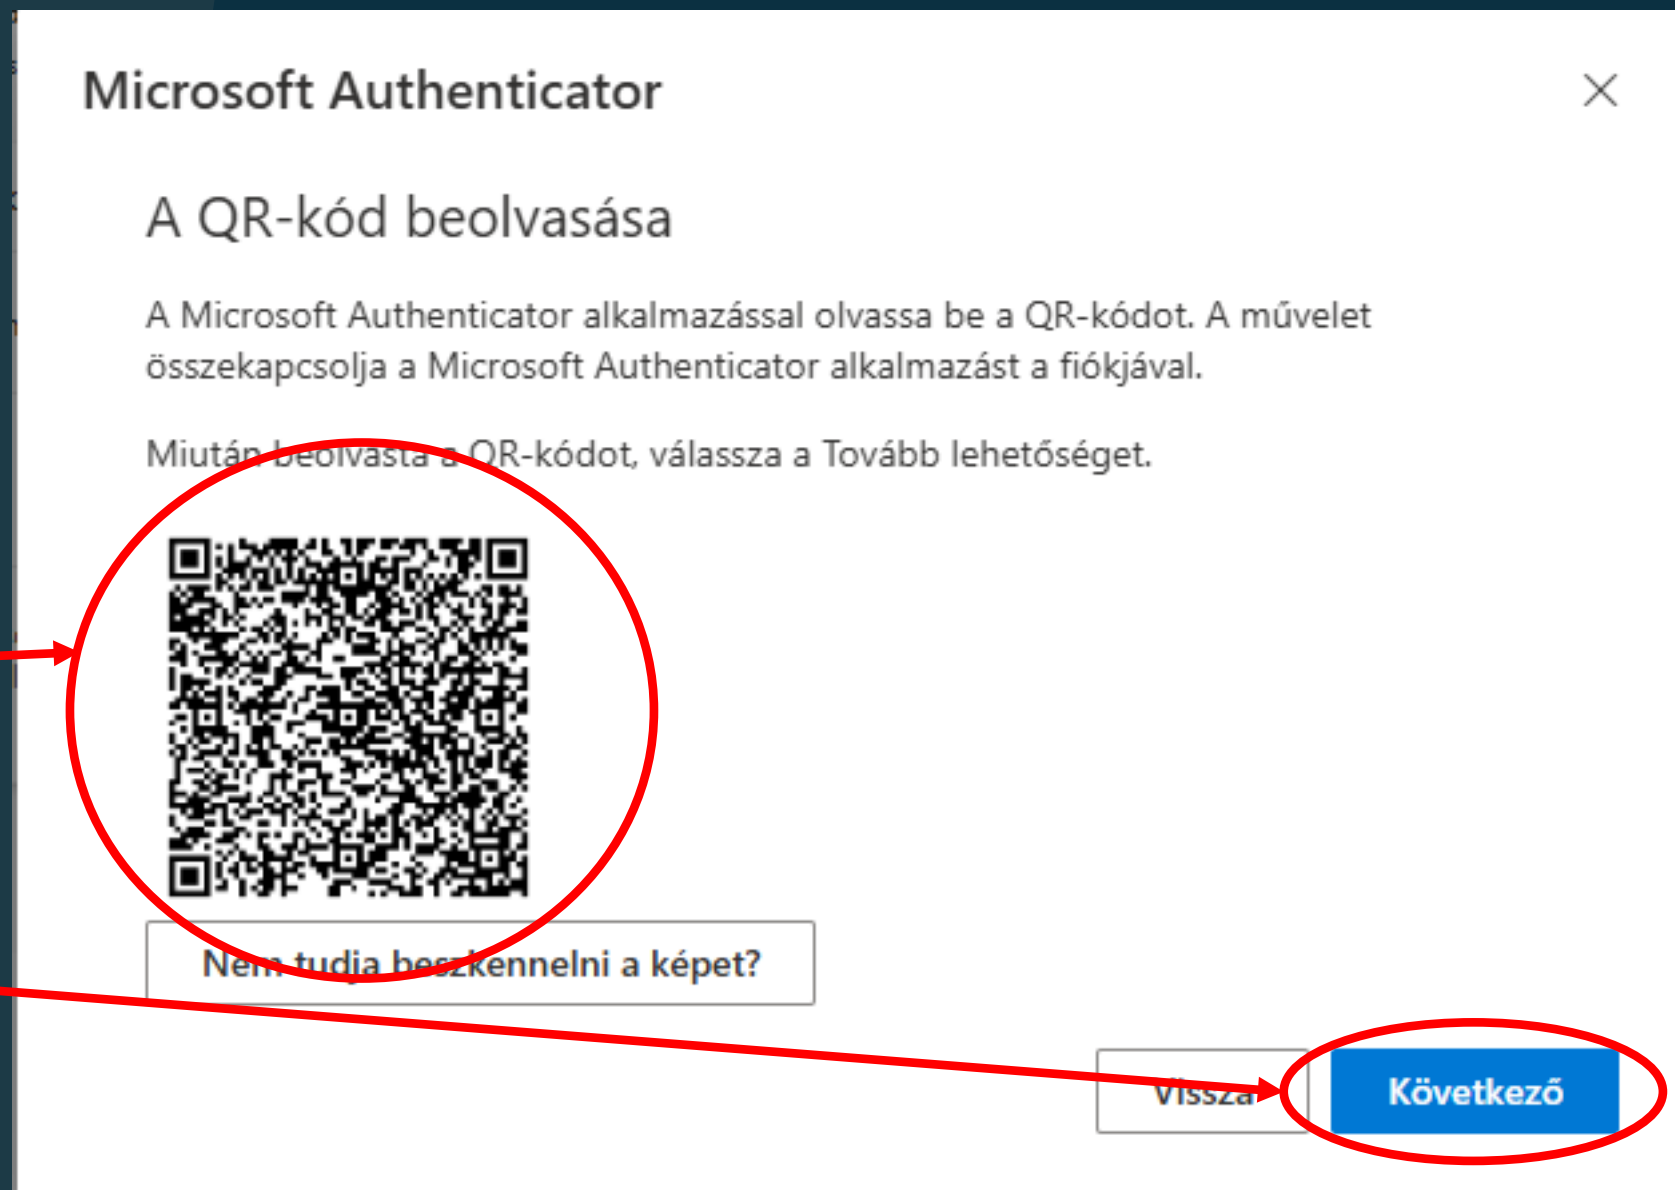 Microsoft Authenticator
A QR-kód beolvasása
A Microsoft Authenticator alkalmazással olvassa be a QR-kódot. A művelet
összekapcsolja a Microsoft Authenticator alkalmazást a fiókjával.
Miután beolvasta a QR-kódot, válassza a Tovább lehetőséget.
Nem tudja beszkennelni a képet?
Vissza
Következő